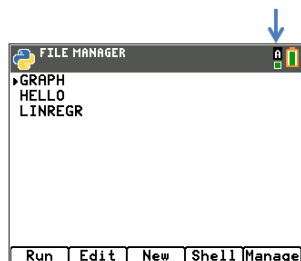 FILE MANAGER
A
GRAPH
HELLO
LINREGR
Run Edit New Shell Manage